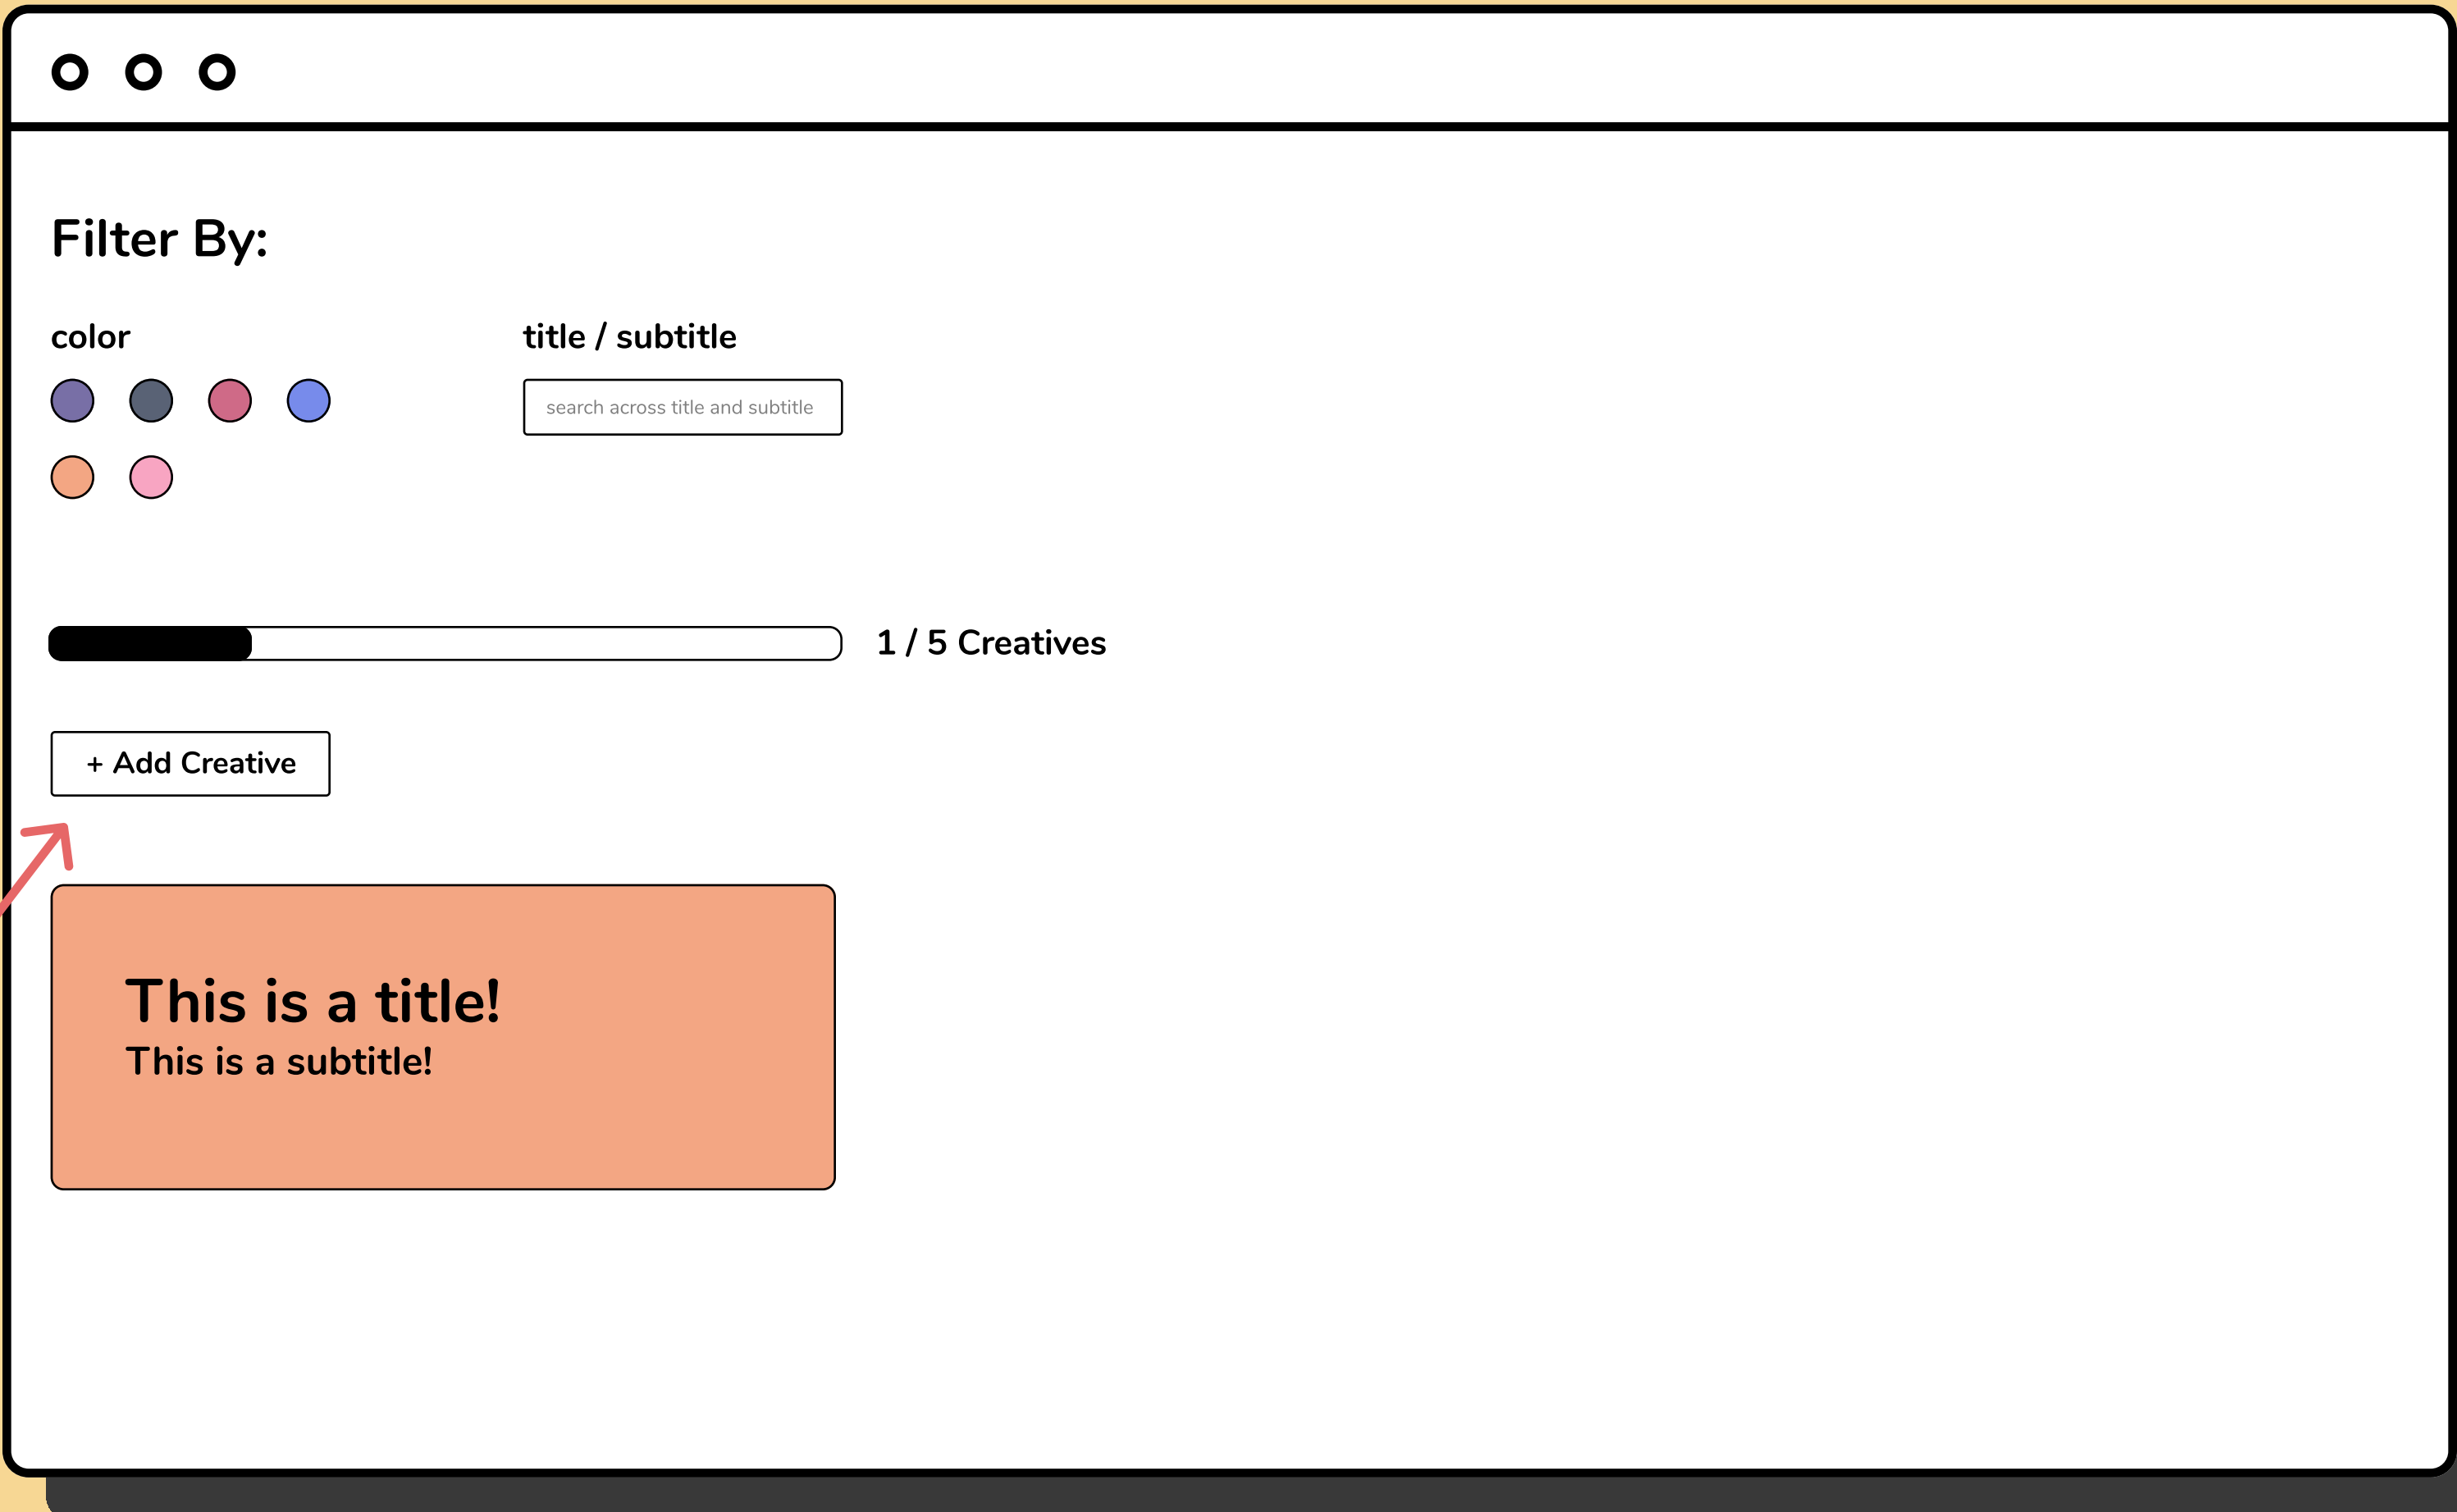 Filter By:
color
title / subtitle
search across title and subtitle
1 / 5 Creatives
+ Add Creative
This is a title!
This is a subtitle!